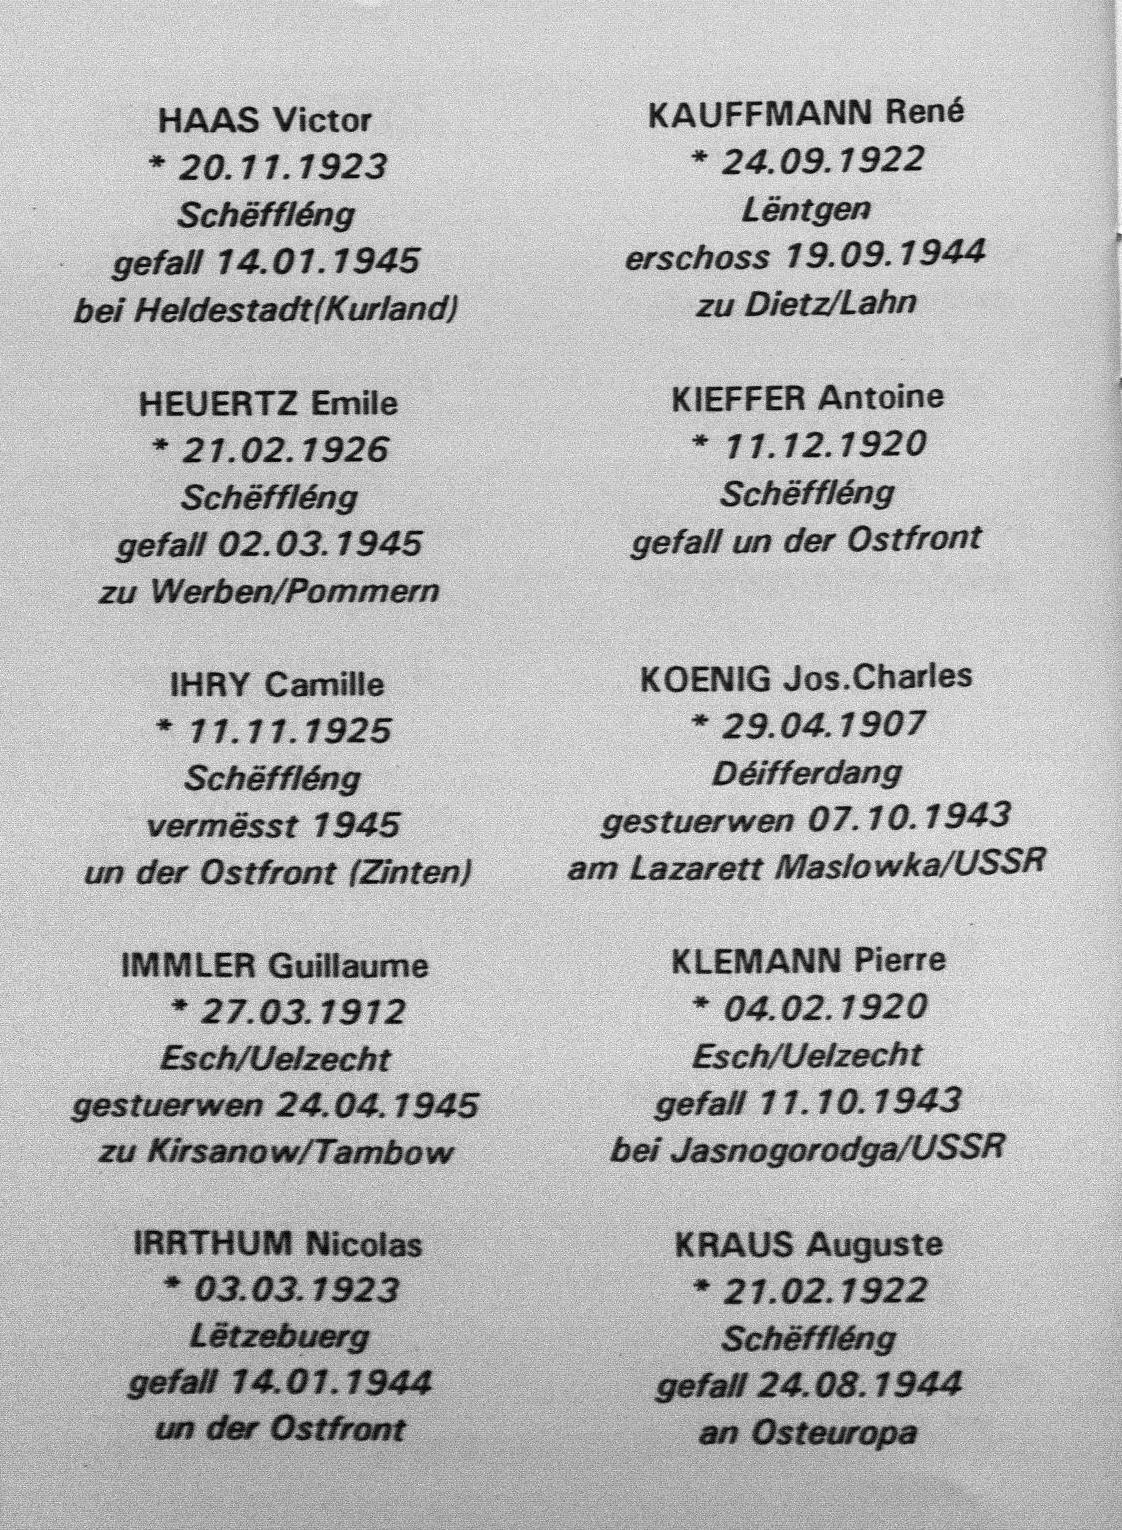 HAAS Victor
* 20.11.1923
Schëffléng
gefall 14.01.1945
bei Heldestadt(Kurland)
HEUERTZ Emile
* 21.02.1926
Schëffléng
gefall 02.03.1945
zu Werben/Pommern
IHRY Camille
* 11.11.1925
Schëffléng
vermësst 1945
un der Ostfront (Zinten)
IMMLER Guillaume
* 27.03.1912
Esch/Uelzecht
gestuerwen 24.04.1945
zu Kirsanow/Tambow
IRRTHUM Nicolas
* 03.03.1923
Lëtzebuerg
gefall 14.01.1944
un der Ostfront
KAUFFMANN René
* 24.09.1922
Lëntgen
erschoss 19.09.1944
zu Dietz/Lahn
KIEFFER Antoine
* 11.12.1920
Schëffléng
gefall un der Ostfront
KOENIG Jos.Charles
* 29.04.1907
Déifferdang
gestuerwen 07.10.1943
am Lazarett Maslowka/USSR
KLEMANN Pierre
* 04.02.1920
Esch/Uelzecht
gefall 11.10.1943
bei Jasnogorodga/USSR
KRAUS Auguste
* 21.02.1922
Schëffléng
gefall 24.08.1944
an Osteuropa